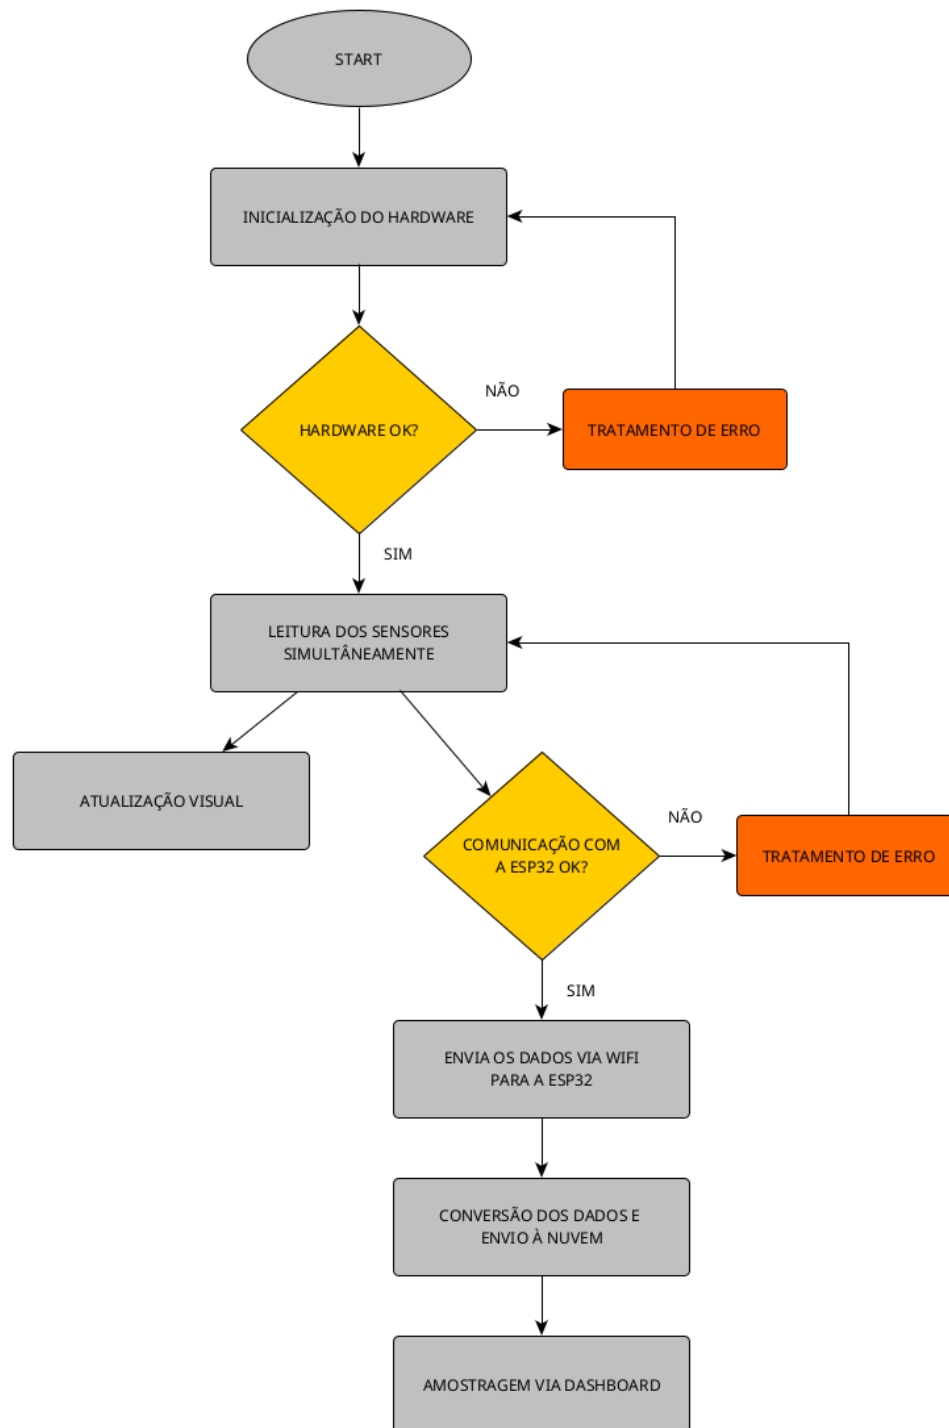 START
INICIALIZAÇÃO DO HARDWARE
NÃO
HARDWARE OK?
TRATAMENTO DE ERRO
SIM
LEITURA DOS SENSORES
SIMULTÂNEAMENTE
ATUALIZAÇÃO VISUAL
NÃO
COMUNICAÇÃO COM
A ESP32 OK?
TRATAMENTO DE ERRO
SIM
ENVIA OS DADOS VIA WIFI
PARA A ESP32
CONVERSÃO DOS DADOS E
ENVIO À NUVEM
AMOSTRAGEM VIA DASHBOARD